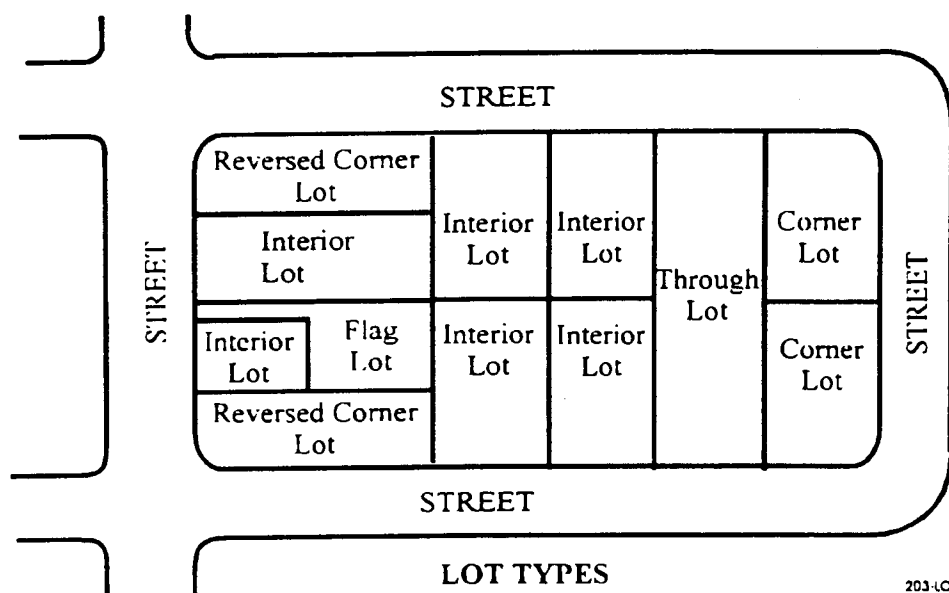 STREET
Reversed Corner
Lot
Interior
Lot
Interior
Lot
Interior
Lot
Corner
Lot
Through
Lot
STREET
STREET
Interior
Lot
Flag
Lot
Interior
Lot
Interior
Lot
Corner
Lot
Reversed Corner
Lot
STREET
LOT TYPES